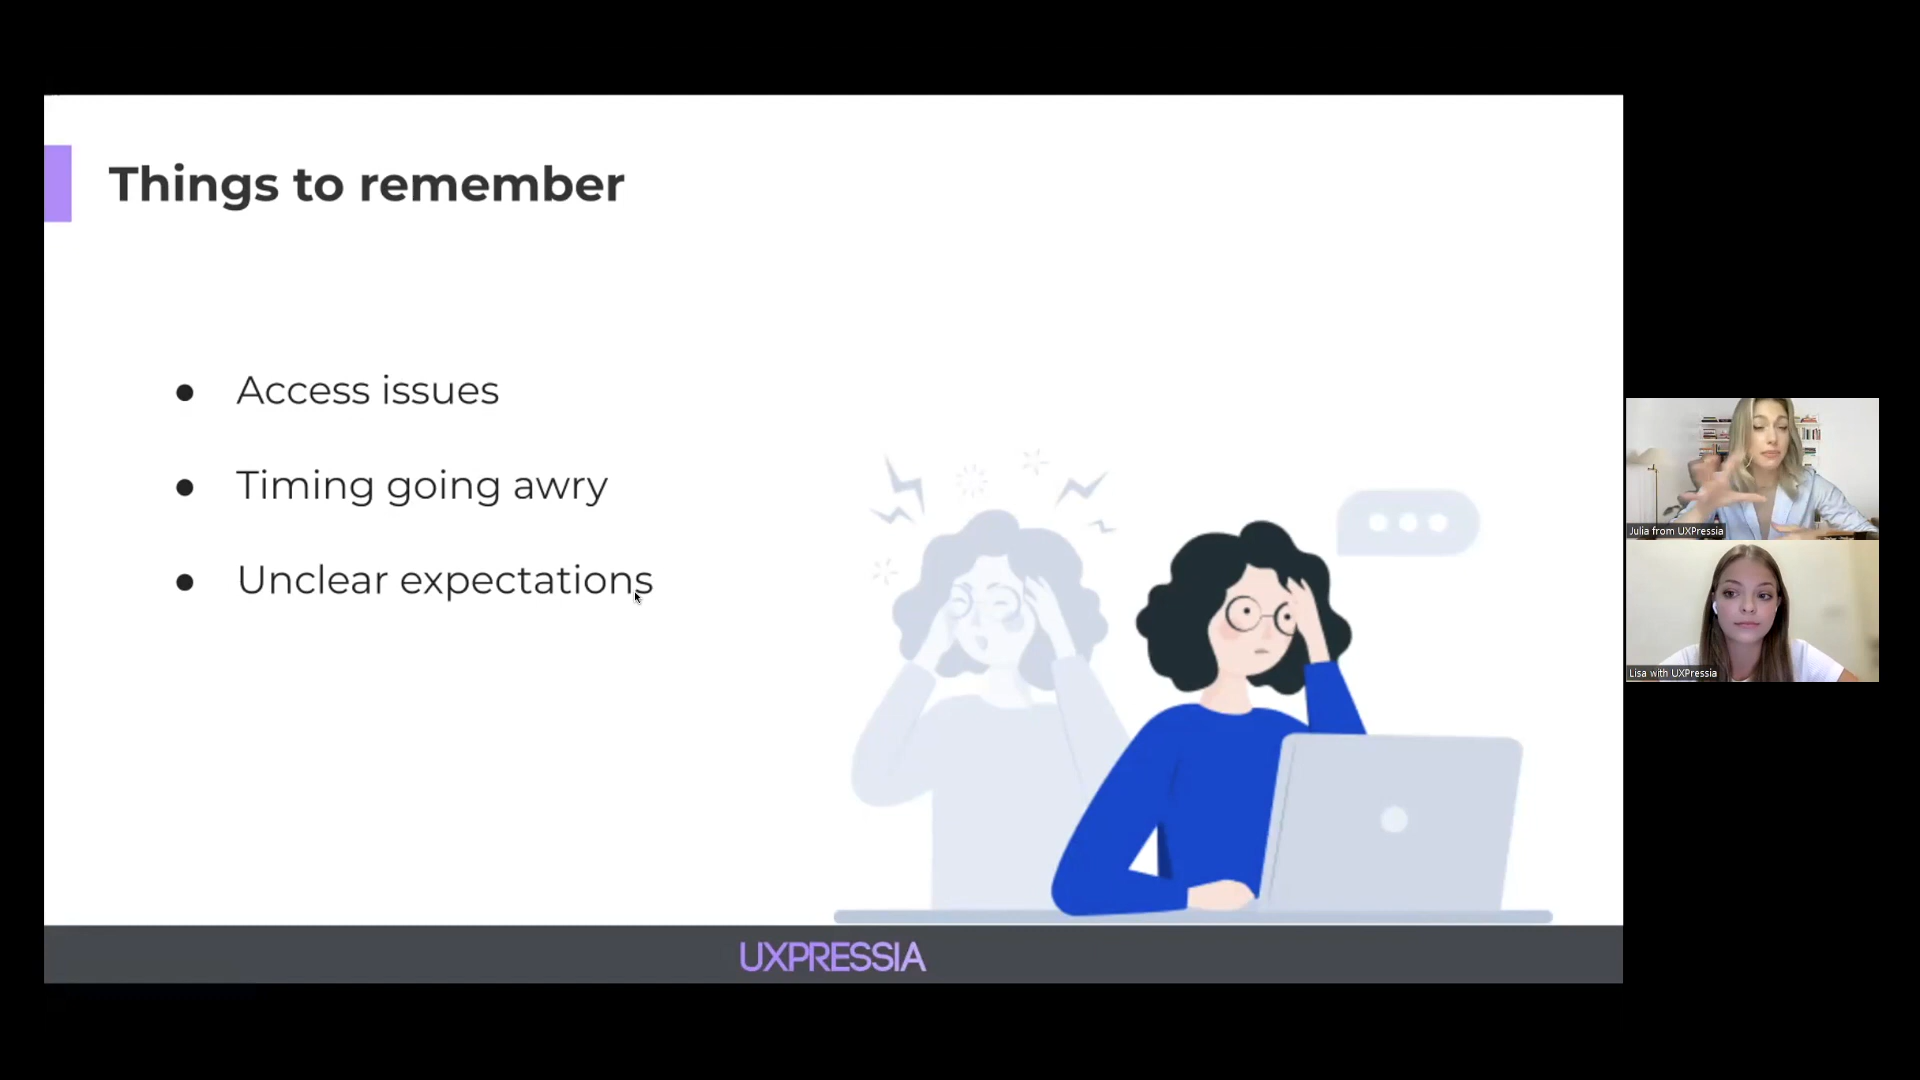 Things to remember
● Access issues
● Timing going awry
● Unclear expectations
UXPRESSIA
Julia from UXPressia
Lisa with UXPressia